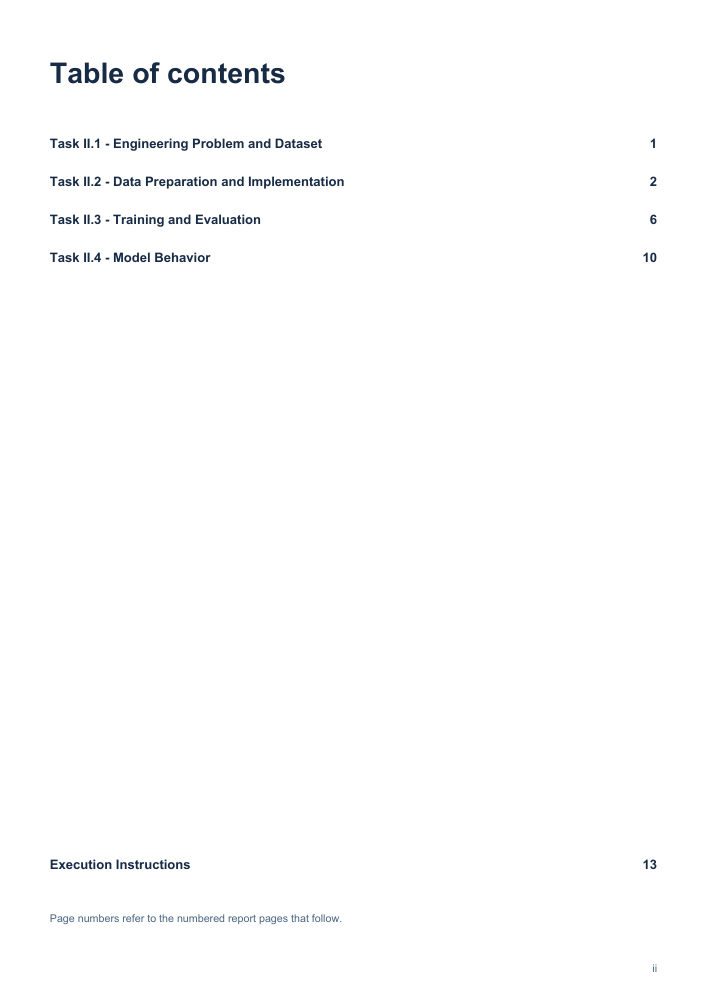 Table of contents
Task II.1 - Engineering Problem and Dataset 1
Task II.2 - Data Preparation and Implementation 2
Task II.3 - Training and Evaluation 6
Task II.4 - Model Behavior 10
Execution Instructions 13
Page numbers refer to the numbered report pages that follow.
ii